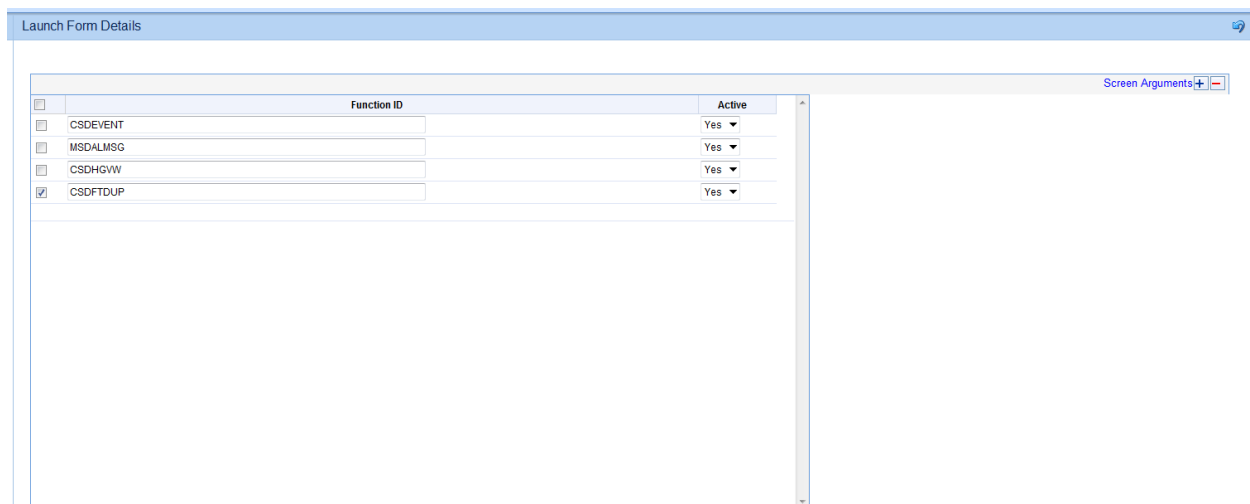 Launch Form Details
Screen Arguments
Function ID Active
CSDEVENT Yes
MSDALMSG Yes
CSDHGVW Yes
CSDFTDUP Yes